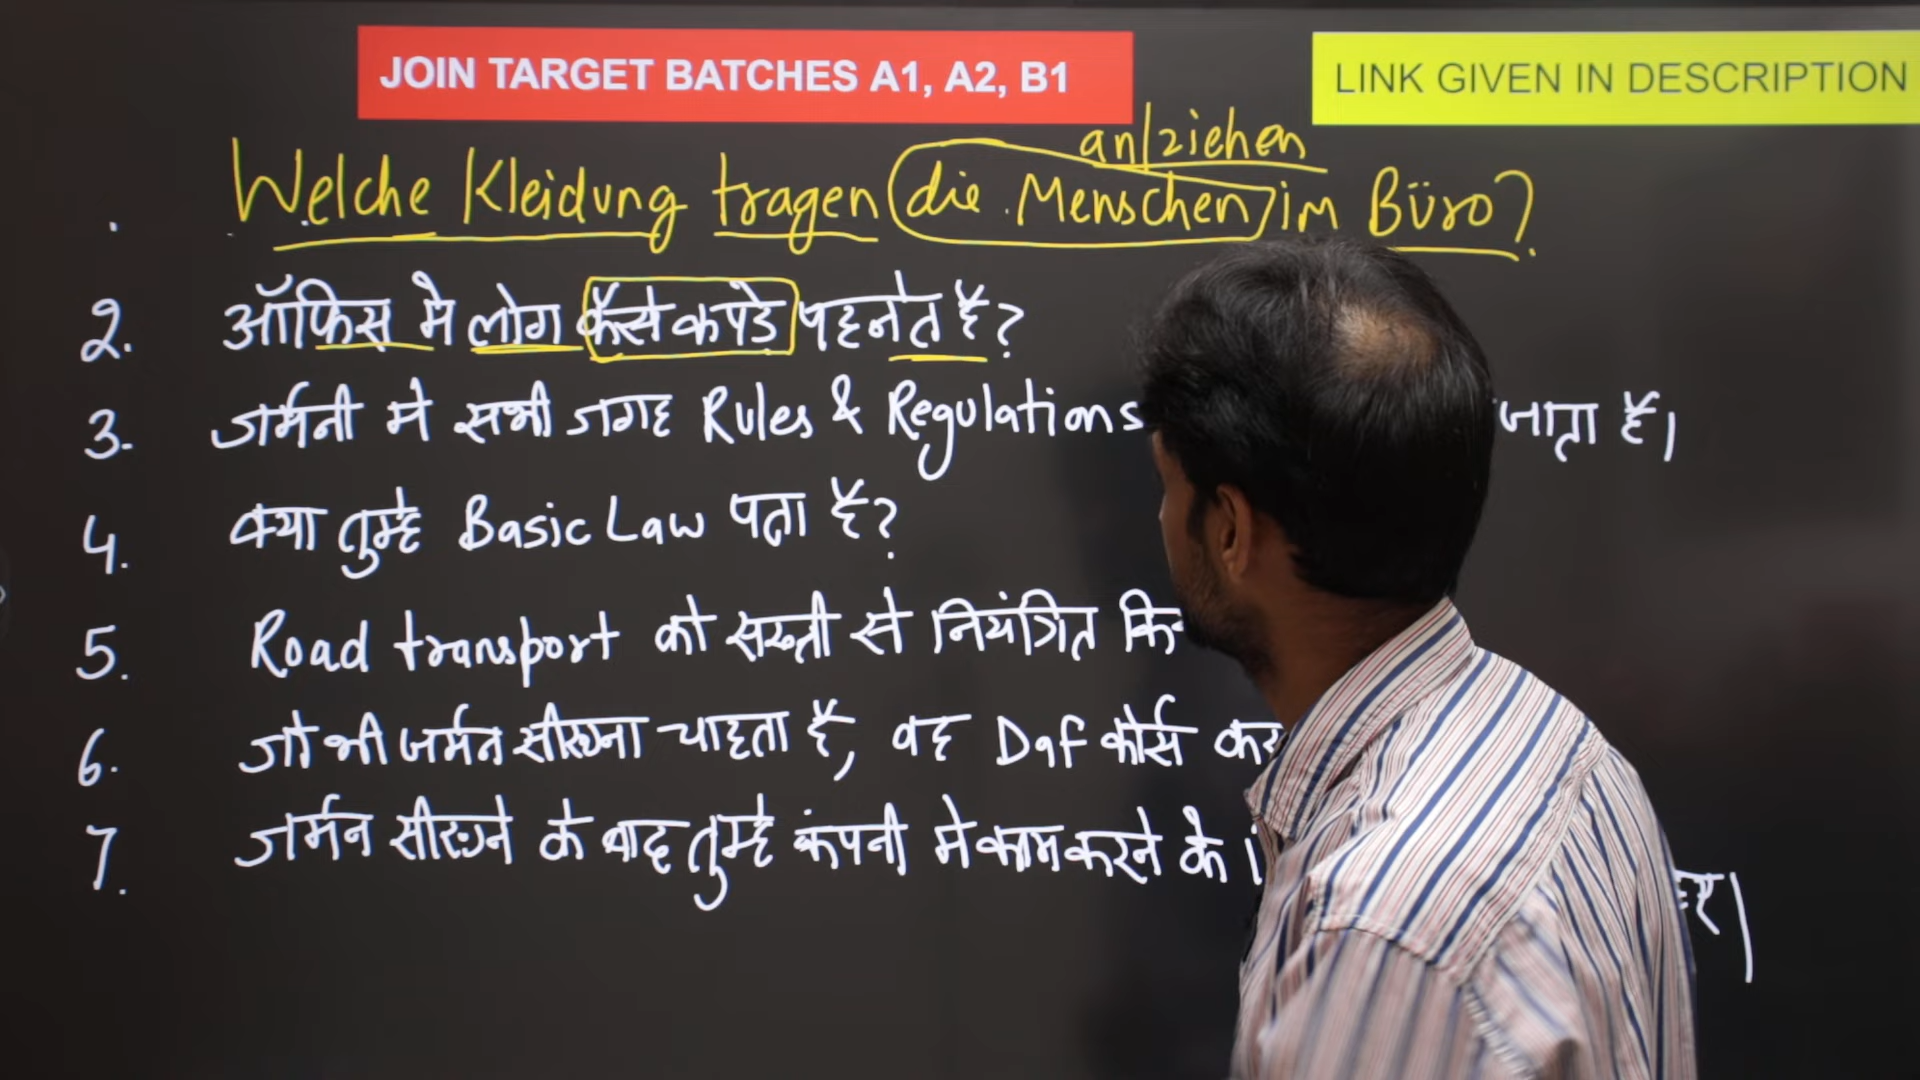 JOIN TARGET BATCHES A1, A2, B1
LINK GIVEN IN DESCRIPTION
an/ziehen
Welche Kleidung tragen die Menschen im Büro?
2. ऑफिस मे लोग कैसे कपडे पहनते है?
3. जर्मनी मे सभी जगह Rules & Regulations जाता है।
4. क्या तुम्हे Basic Law पता है?
5. Road transport को सख्ती से नियंत्रित
6. जो भी जर्मन सीखना चाहता है, वह Daf कोर्स
7. जर्मन सीखने के बाद तुम्हे कंपनी मे काम करने के